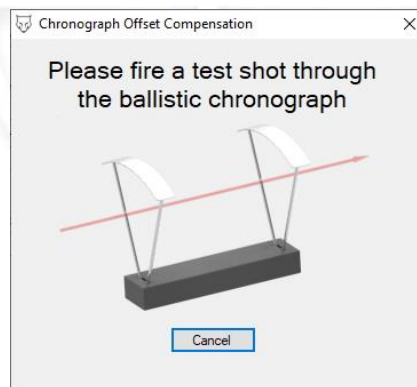 Chronograph Offset Compensation
Please fire a test shot through
the ballistic chronograph
Cancel